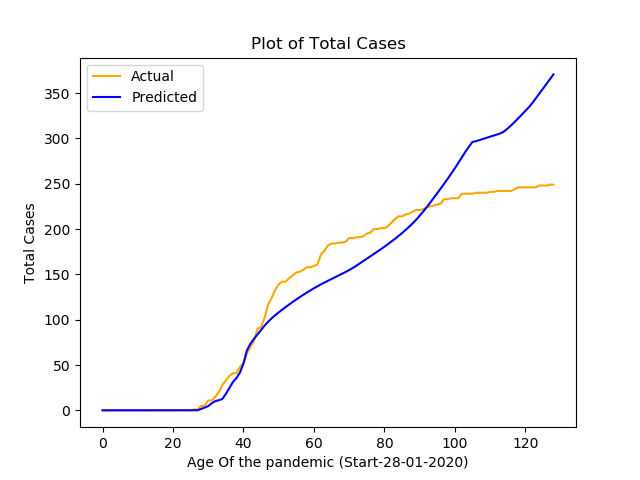 Plot of Total Cases
Actual
Predicted
350
300
250
200
150
100
50
0
Total Cases
0 20 40 60 80 100 120
Age Of the pandemic (Start-28-01-2020)